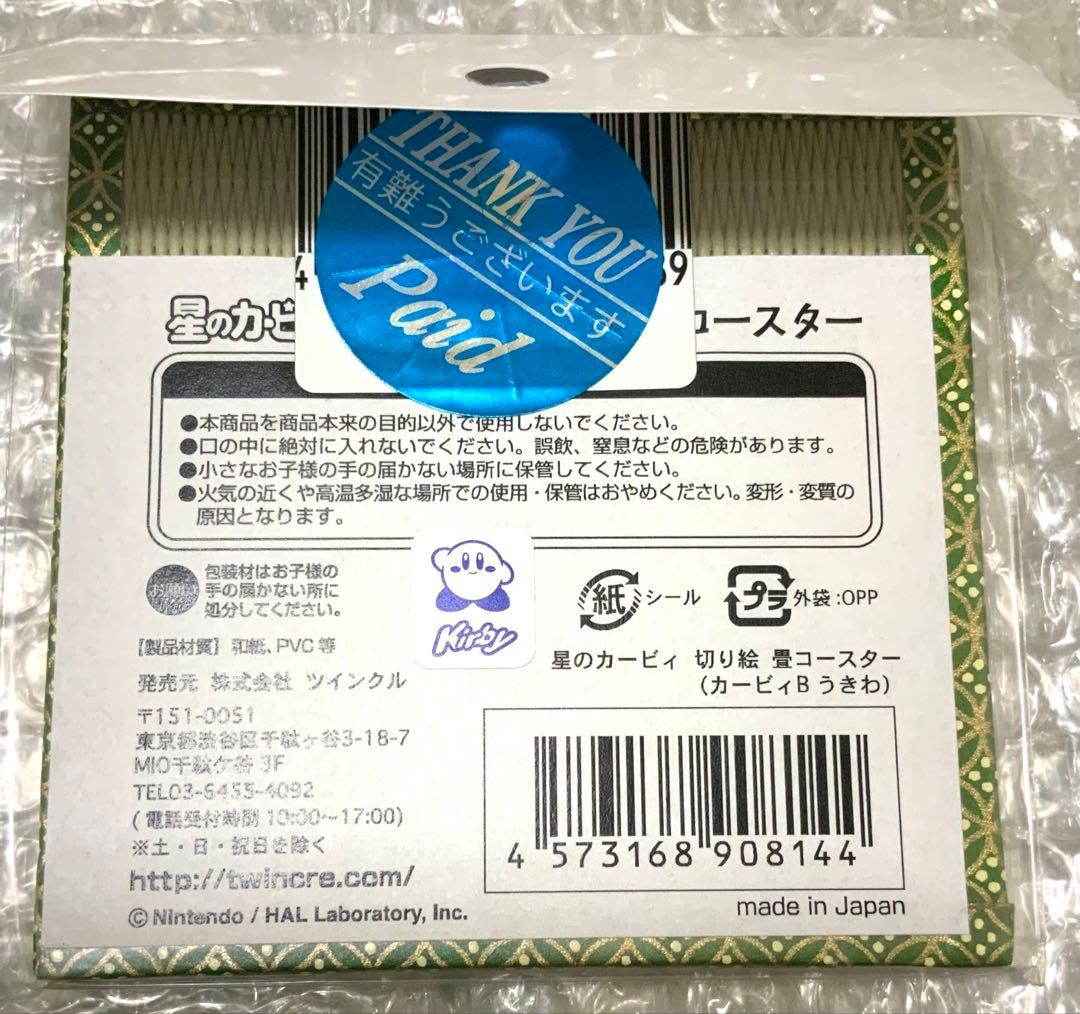 THANK YOU
有難うございます
Paid
4
69
星のカービ
コースター
●本商品を商品本来の目的以外で使用しないでください。
●口の中に絶対に入れないでください。誤飲、窒息などの危険があります。
●小さなお子様の手の届かない場所に保管してください。
●火気の近くや高温多湿な場所での使用・保管はおやめください。変形・変質の
原因となります。
お願い
包装材はお子様の
手の届かない所に
処分してください。
Kirby
紙 シール
プラ 外袋:OPP
【製品材質】 和紙、PVC 等
星のカービィ 切り絵 畳コースター
(カービィB うきわ)
発売元 株式会社 ツインクル
〒151-0051
東京都渋谷区千駄ヶ谷3-18-7
MIO千駄ケ谷 3F
TEL03-6455-4092
(電話受付時間 10:00~17:00)
※土・日・祝日を除く
http://twincre.com/
©Nintendo / HAL Laboratory, Inc.
4 573168 908144
made in Japan